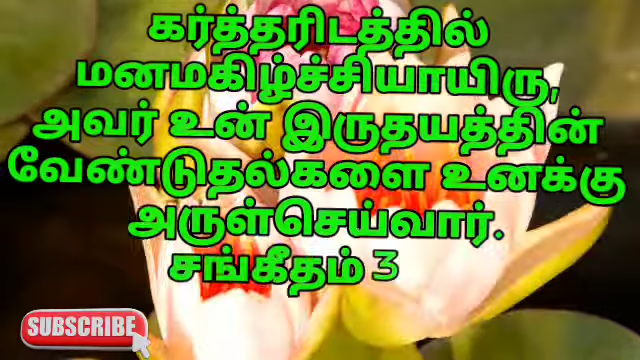 கர்த்தரிடத்தில்
மனமகிழ்ச்சியாயிரு,
அவர் உன் இருதயத்தின்
வேண்டுதல்களை உனக்கு
அருள்செய்வார்.
சங்கீதம் 3
SUBSCRIBE